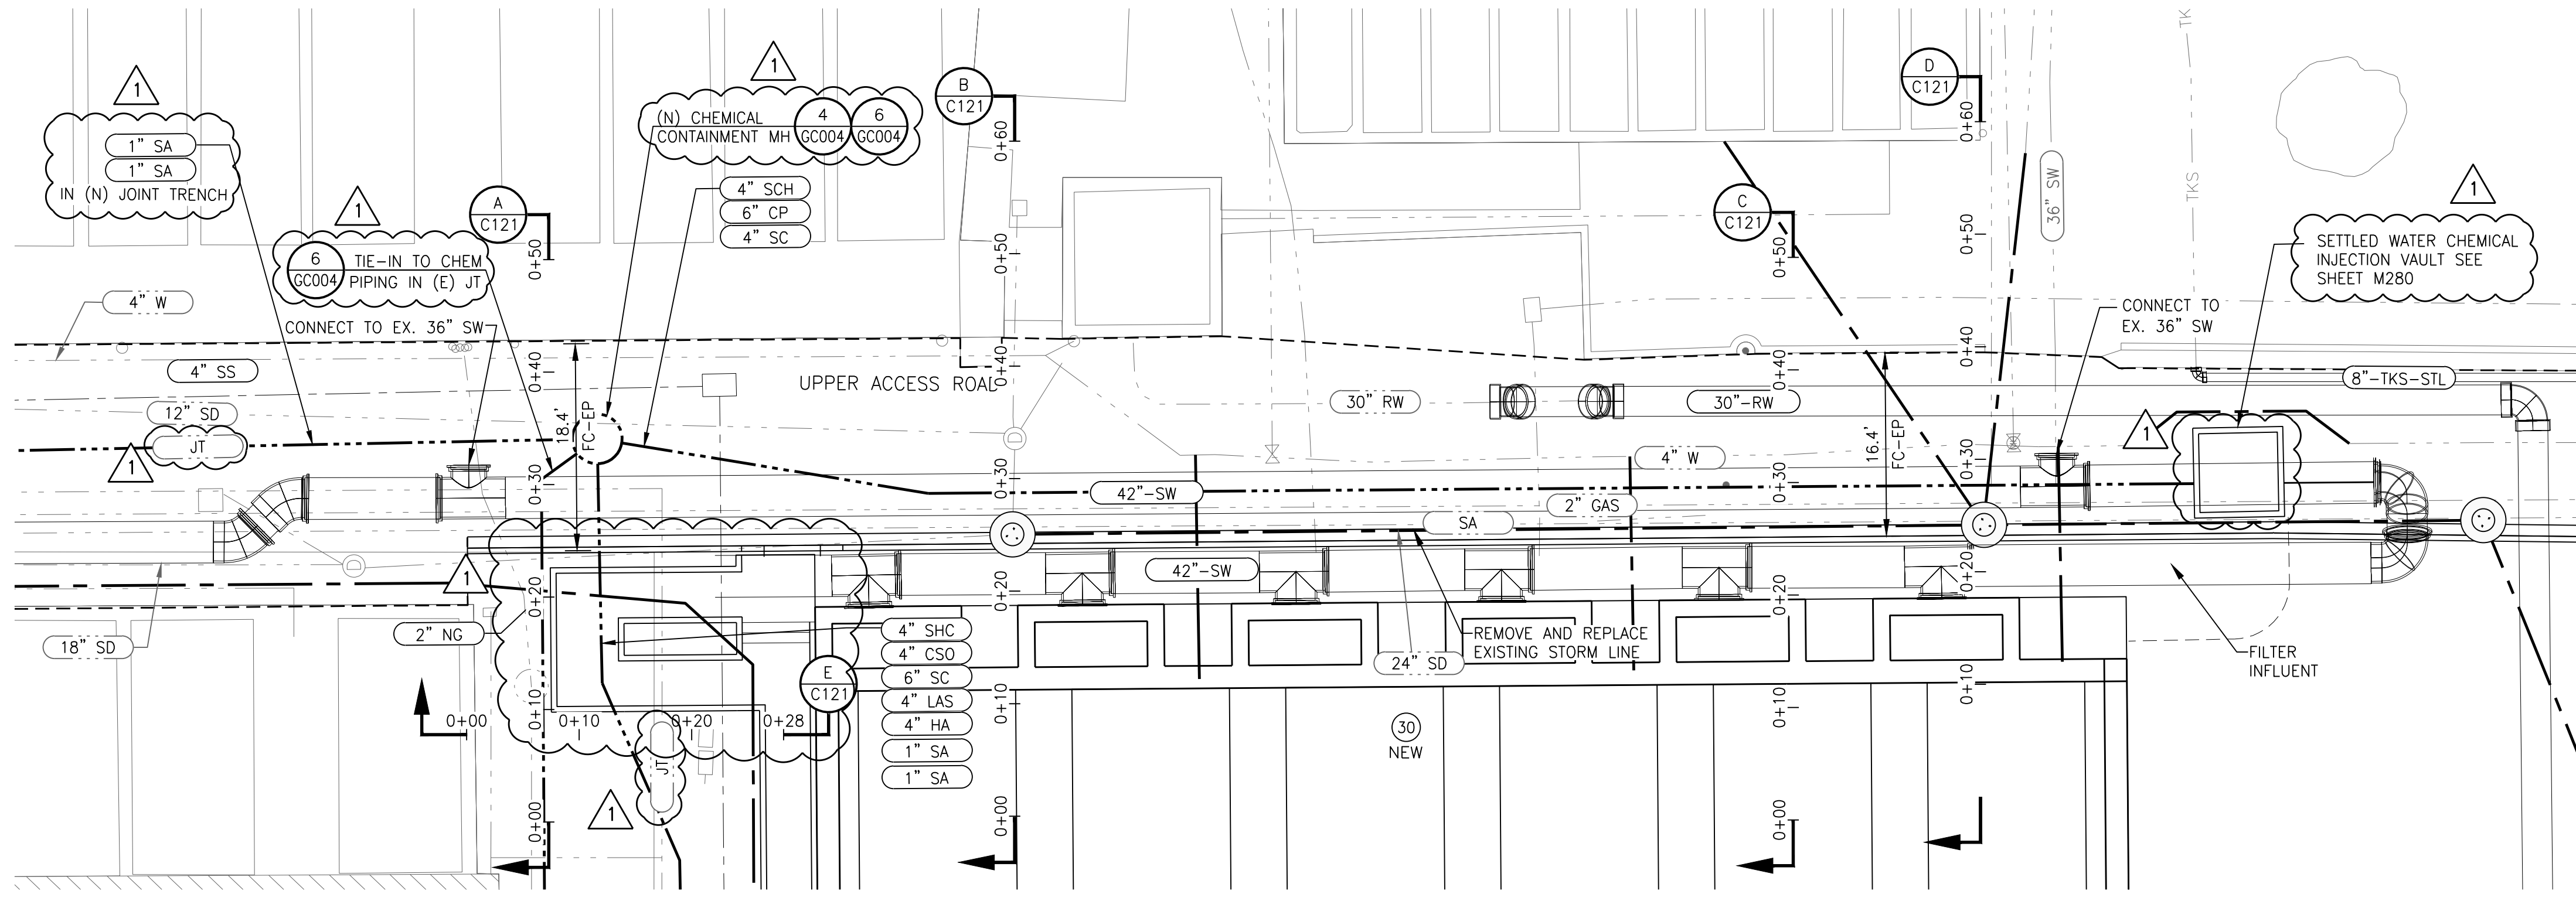 1
1" SA
1" SA
IN (N) JOINT TRENCH
1
6
GC004
TIE-IN TO CHEM
PIPING IN (E) JT
CONNECT TO EX. 36" SW
A
C121
0+50
0+40
0+30
0+20
0+10
0+00
1
(N) CHEMICAL
CONTAINMENT MH
4
GC004
6
GC004
4" SCH
6" CP
4" SC
B
C121
0+60
0+50
0+40
0+30
0+20
0+10
0+00
C
C121
0+50
0+40
0+30
0+20
0+10
0+00
D
C121
0+60
0+50
0+40
0+30
0+20
0+10
36" SW
TK
TKS
1
SETTLED WATER CHEMICAL
INJECTION VAULT SEE
SHEET M280
CONNECT TO
EX. 36" SW
4" W
4" SS
12" SD
JT
1
18.4'
FC-EP
UPPER ACCESS ROAD
30" RW
30"-RW
8"-TKS-STL
1
16.4'
FC-EP
4" W
42"-SW
2" GAS
SA
42"-SW
1
18" SD
2" NG
4" SHC
4" CSO
6" SC
4" LAS
4" HA
1" SA
1" SA
E
C121
0+00
0+10
0+20
0+28
JT
1
REMOVE AND REPLACE
EXISTING STORM LINE
24" SD
30
NEW
FILTER
INFLUENT